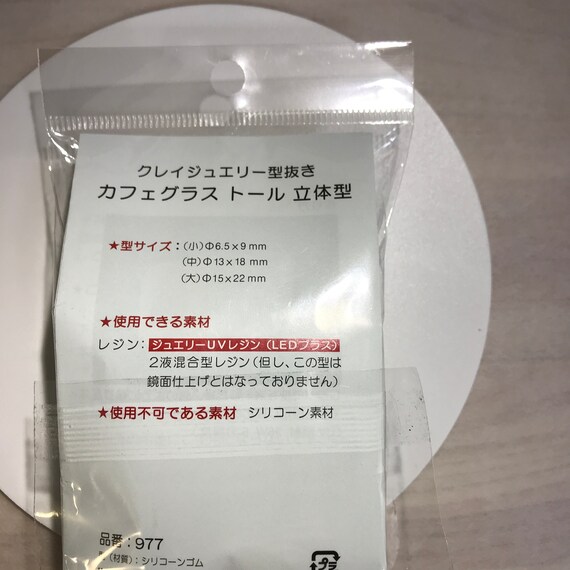 クレイジュエリー型抜き
カフェグラス トール 立体型
★型サイズ：(小)Φ6.5×9mm
(中)Φ13×18 mm
(大)Φ15×22mm
★使用できる素材
レジン：ジュエリーUVレジン（LEDプラス）
2液混合型レジン（但し、この型は
鏡面仕上げとはなっておりません）
★使用不可である素材 シリコーン素材
品番：977
（材質）：シリコーンゴム
プラ